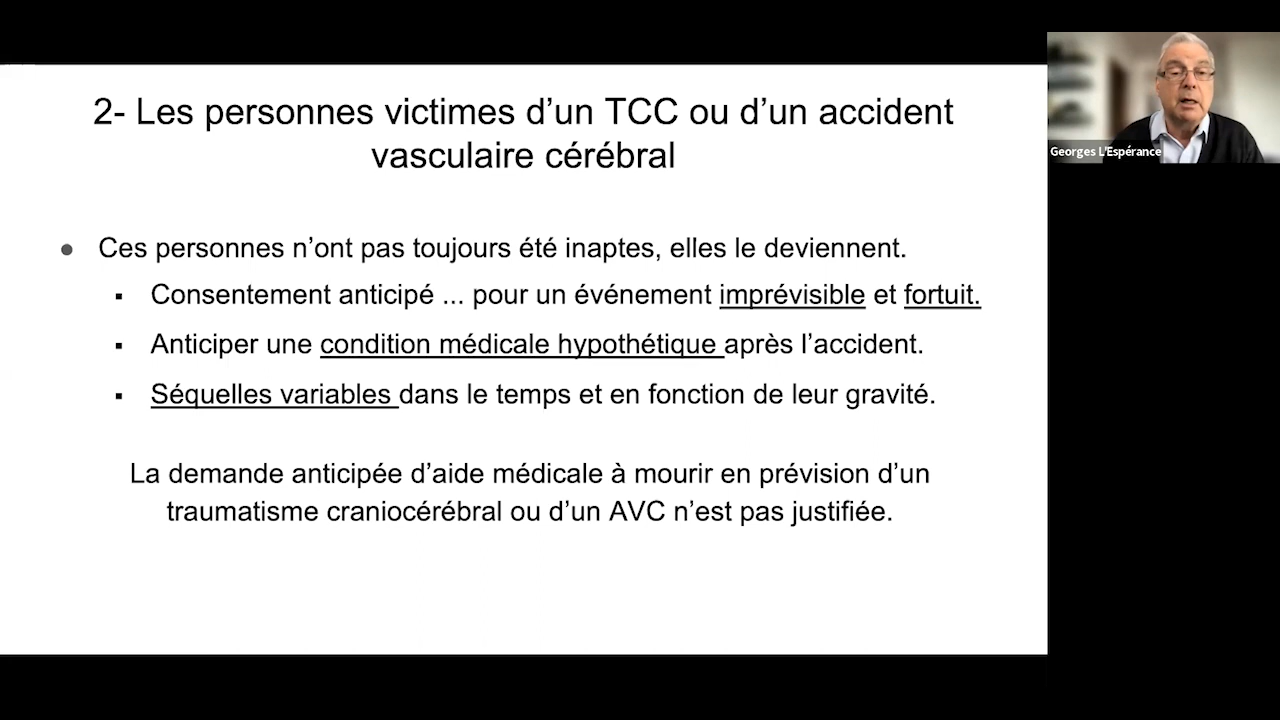 2- Les personnes victimes d’un TCC ou d’un accident
vasculaire cérébral
Georges L'Espérance
● Ces personnes n’ont pas toujours été inaptes, elles le deviennent.
▪ Consentement anticipé ... pour un événement imprévisible et fortuit.
▪ Anticiper une condition médicale hypothétique après l’accident.
▪ Séquelles variables dans le temps et en fonction de leur gravité.
La demande anticipée d’aide médicale à mourir en prévision d’un
traumatisme craniocérébral ou d’un AVC n’est pas justifiée.